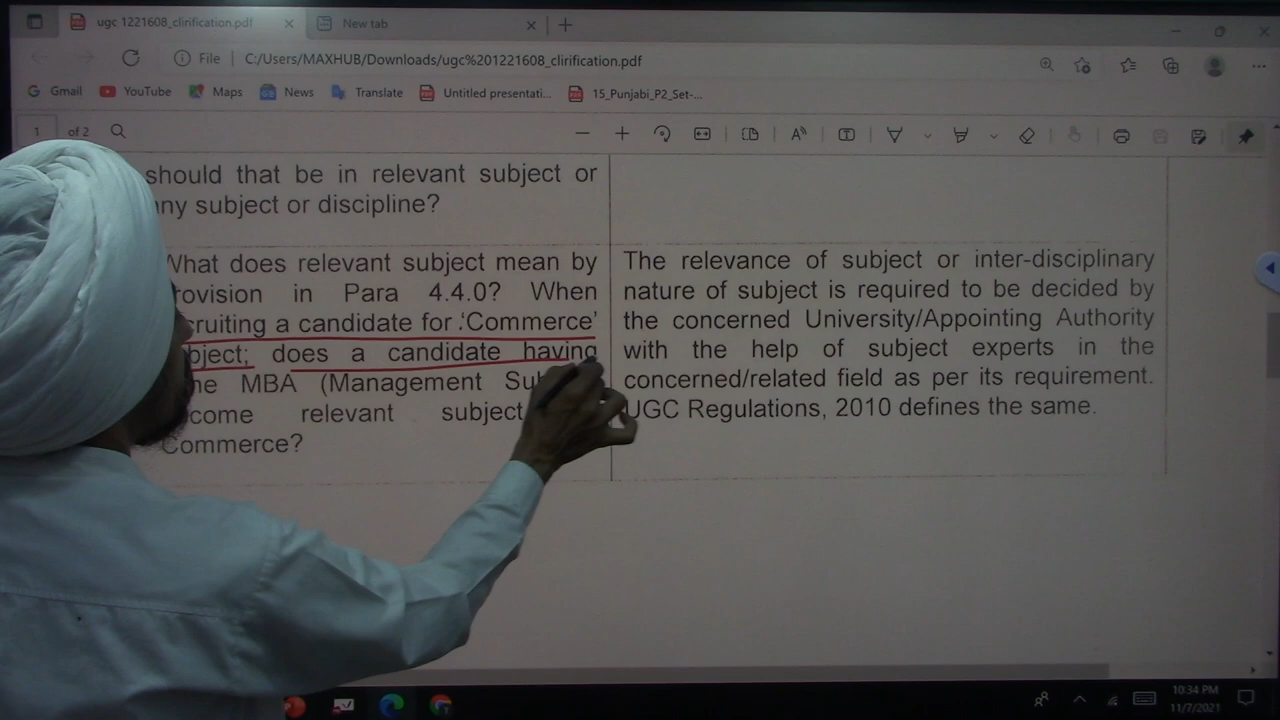 ugc 1221608_clirification.pdf
New tab
File
C:/Users/MAXHUB/Downloads/ugc%201221608_clirification.pdf
Gmail
YouTube
Maps
News
Translate
Untitled presentati...
15_Punjabi_P2_Set-...
1 of 2
should that be in relevant subject or
any subject or discipline?
What does relevant subject mean by
rovision in Para 4.4.0? When
cruiting a candidate for 'Commerce'
bject; does a candidate having
MBA (Management
come relevant subject
Commerce?
The relevance of subject or inter-disciplinary
nature of subject is required to be decided by
the concerned University/Appointing Authority
with the help of subject experts in the
concerned/related field as per its requirement.
UGC Regulations, 2010 defines the same.
10:34 PM
11/7/2021